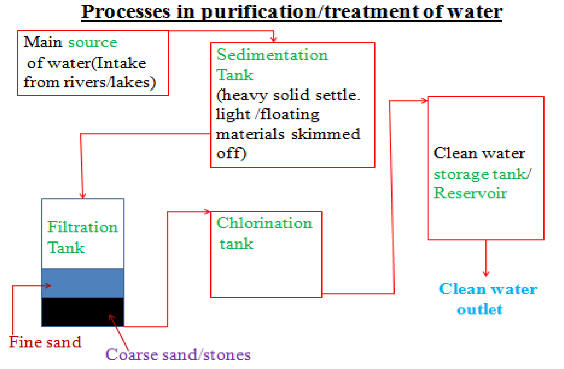 Processes in purification/treatment of water
Main source
of water(Intake
from rivers/lakes)
Sedimentation
Tank
(heavy solid settle.
light /floating
materials skimmed
off)
Clean water
storage tank/
Reservoir
Filtration
Tank
Chlorination
tank
Clean water
outlet
Fine sand
Coarse sand/stones